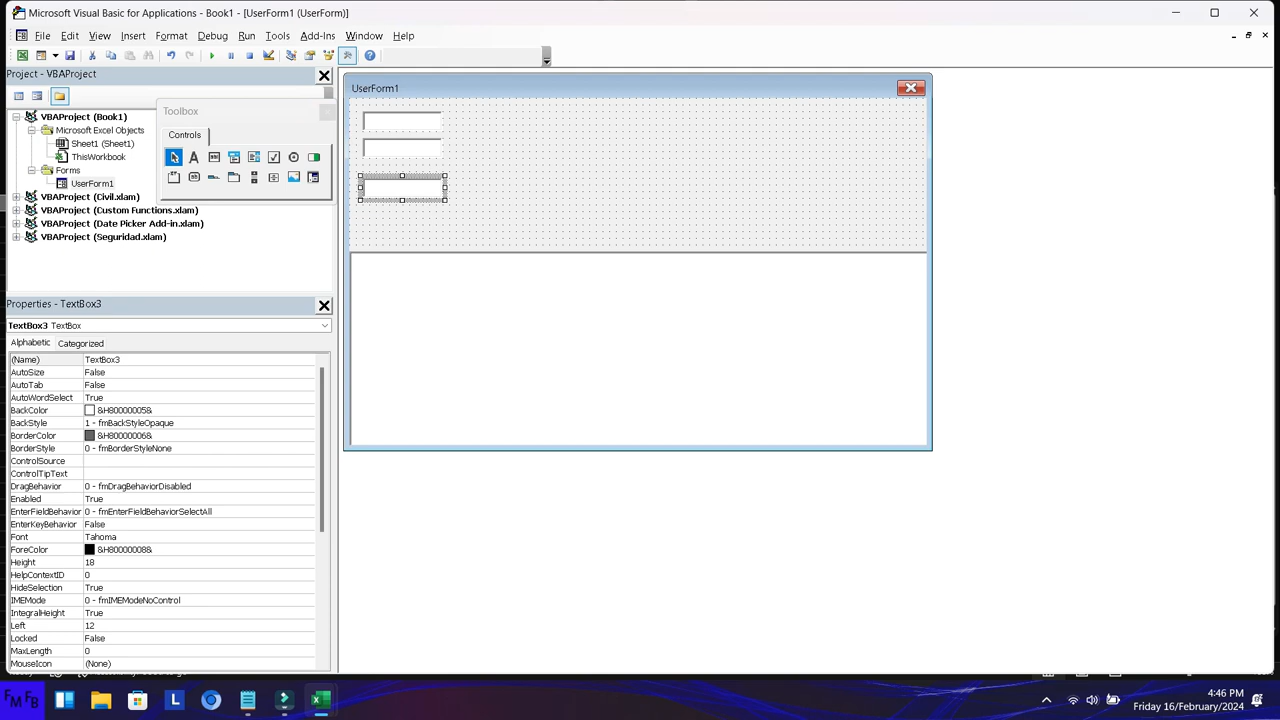 Microsoft Visual Basic for Applications - Book1 - [UserForm1 (UserForm)]
File Edit View Insert Format Debug Run Tools Add-Ins Window Help
Project - VBAProject
UserForm1
Toolbox
Controls
VBAProject (Book1)
Microsoft Excel Objects
Sheet1 (Sheet1)
ThisWorkbook
Forms
UserForm1
VBAProject (Civil.xlam)
VBAProject (Custom Functions.xlam)
VBAProject (Date Picker Add-in.xlam)
VBAProject (Seguridad.xlam)
Properties - TextBox3
TextBox3 TextBox
Alphabetic Categorized
(Name) TextBox3
AutoSize False
AutoTab False
AutoWordSelect True
BackColor &H80000005&
BackStyle 1 - fmBackStyleOpaque
BorderColor &H80000006&
BorderStyle 0 - fmBorderStyleNone
ControlSource
ControlTipText
DragBehavior 0 - fmDragBehaviorDisabled
Enabled True
EnterFieldBehavior 0 - fmEnterFieldBehaviorSelectAll
EnterKeyBehavior False
Font Tahoma
ForeColor &H80000008&
Height 18
HelpContextID 0
HideSelection True
IMEMode 0 - fmIMEModeNoControl
IntegralHeight True
Left 12
Locked False
MaxLength 0
MouseIcon (None)
FMFB
4:46 PM
Friday 16/February/2024